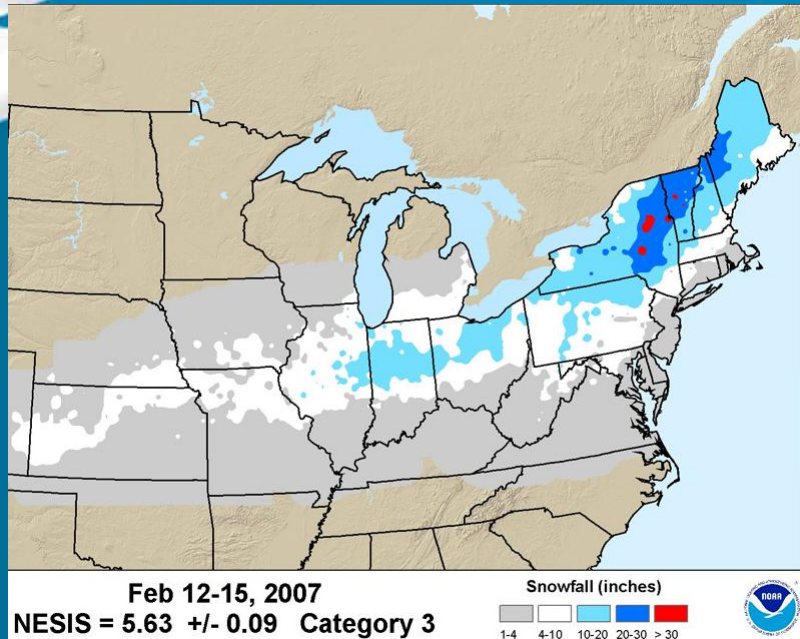 Feb 12-15, 2007
NESIS = 5.63 +/- 0.09 Category 3
Snowfall (inches)
1-4 4-10 10-20 20-30 > 30
NOAA